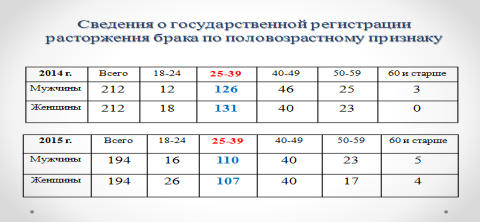 Сведения о государственной регистрации
расторжения брака по половозрастному признаку
2014 г. Всего 18-24 25-39 40-49 50-59 60 и старше
Мужчины 212 12 126 46 25 3
Женщины 212 18 131 40 23 0
2015 г. Всего 18-24 25-39 40-49 50-59 60 и старше
Мужчины 194 16 110 40 23 5
Женщины 194 26 107 40 17 4